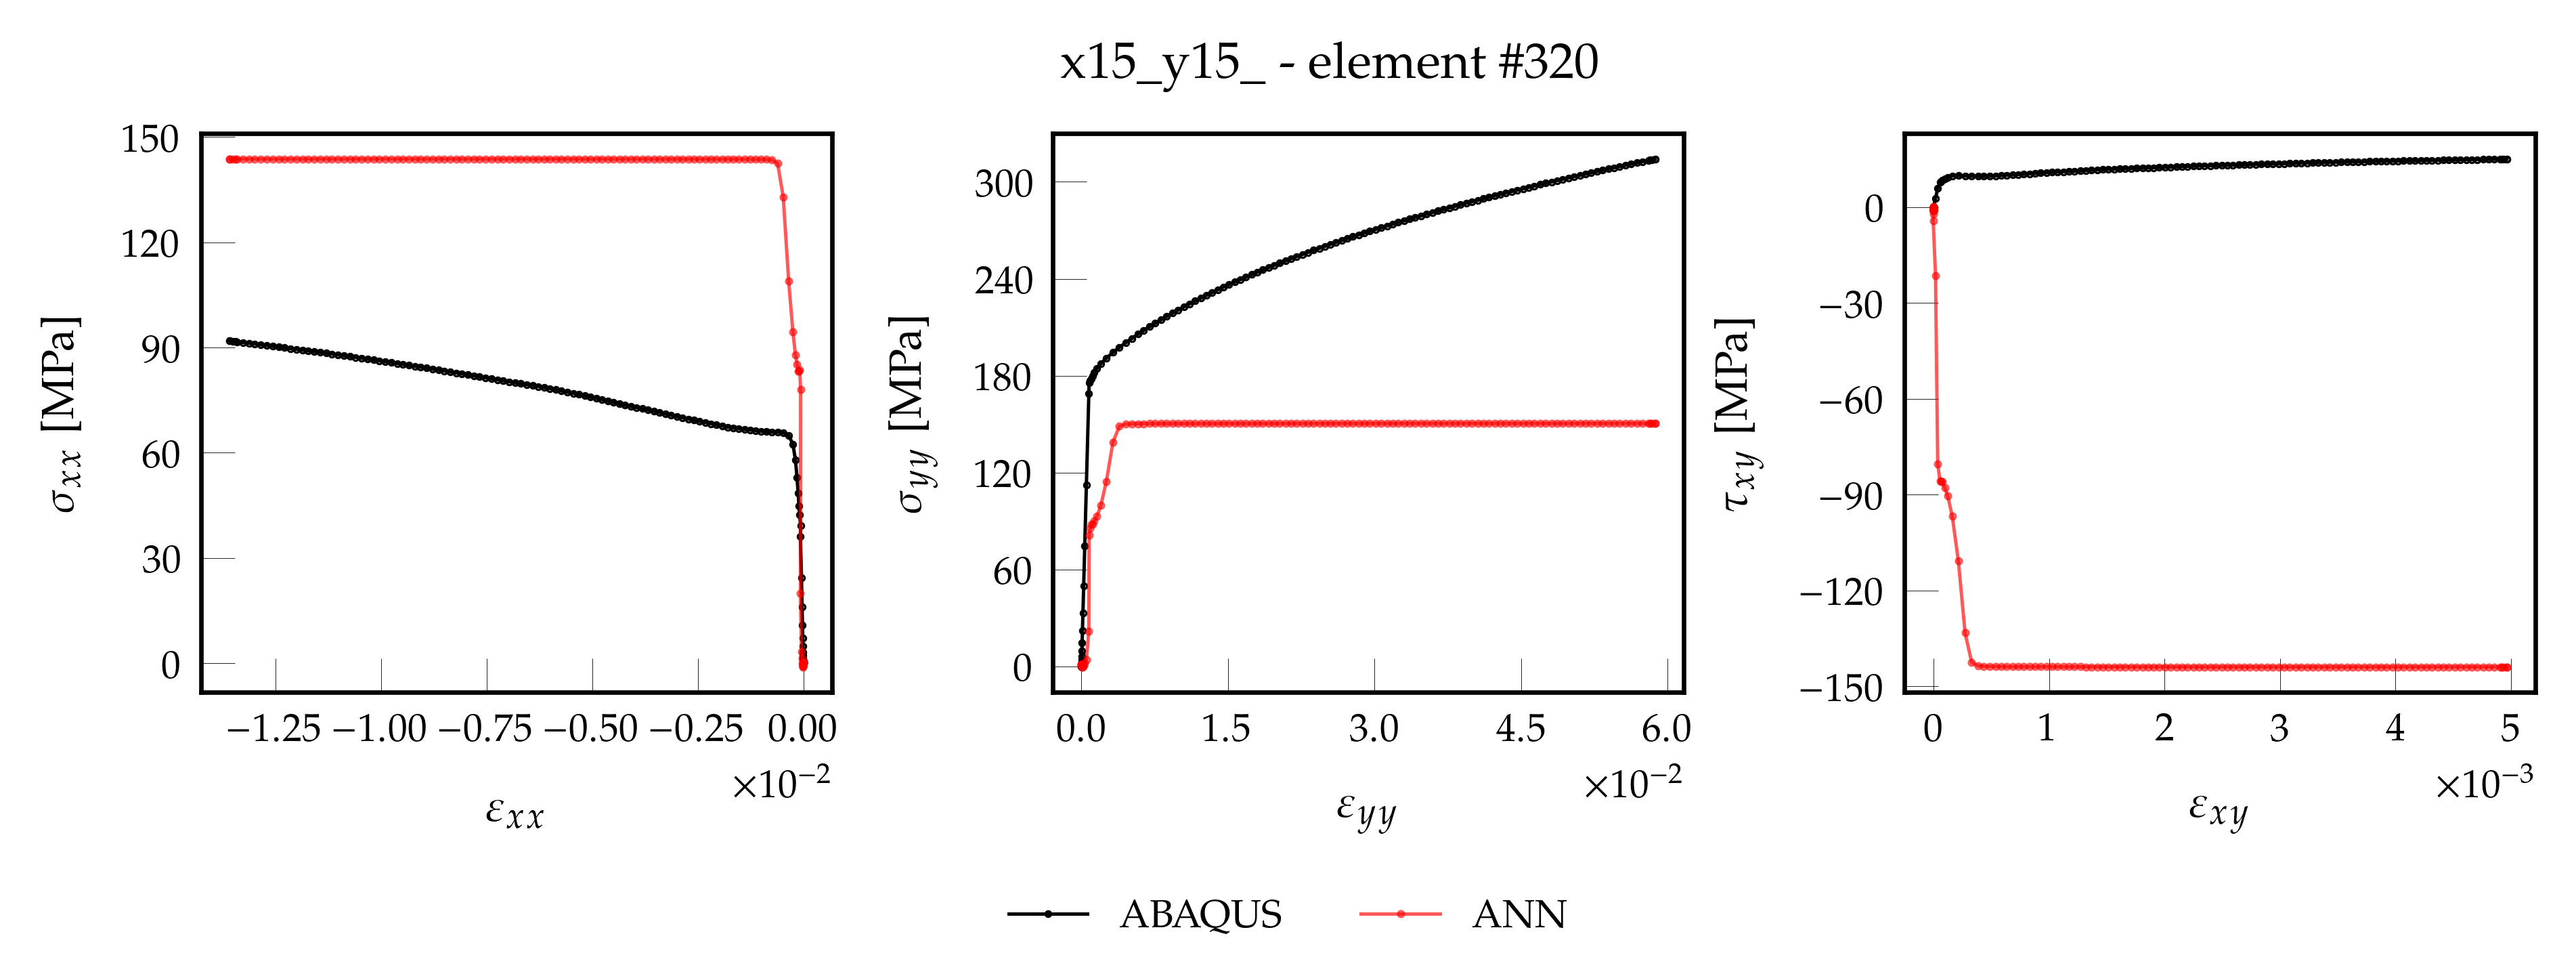 x15_y15_ - element #320
150
120
90
60
30
0
σxx [MPa]
−1.25 −1.00 −0.75 −0.50 −0.25 0.00
×10−2
εxx
300
240
180
120
60
0
σyy [MPa]
0.0 1.5 3.0 4.5 6.0
×10−2
εyy
0
−30
−60
−90
−120
−150
τxy [MPa]
0 1 2 3 4 5
×10−3
εxy
ABAQUS ANN